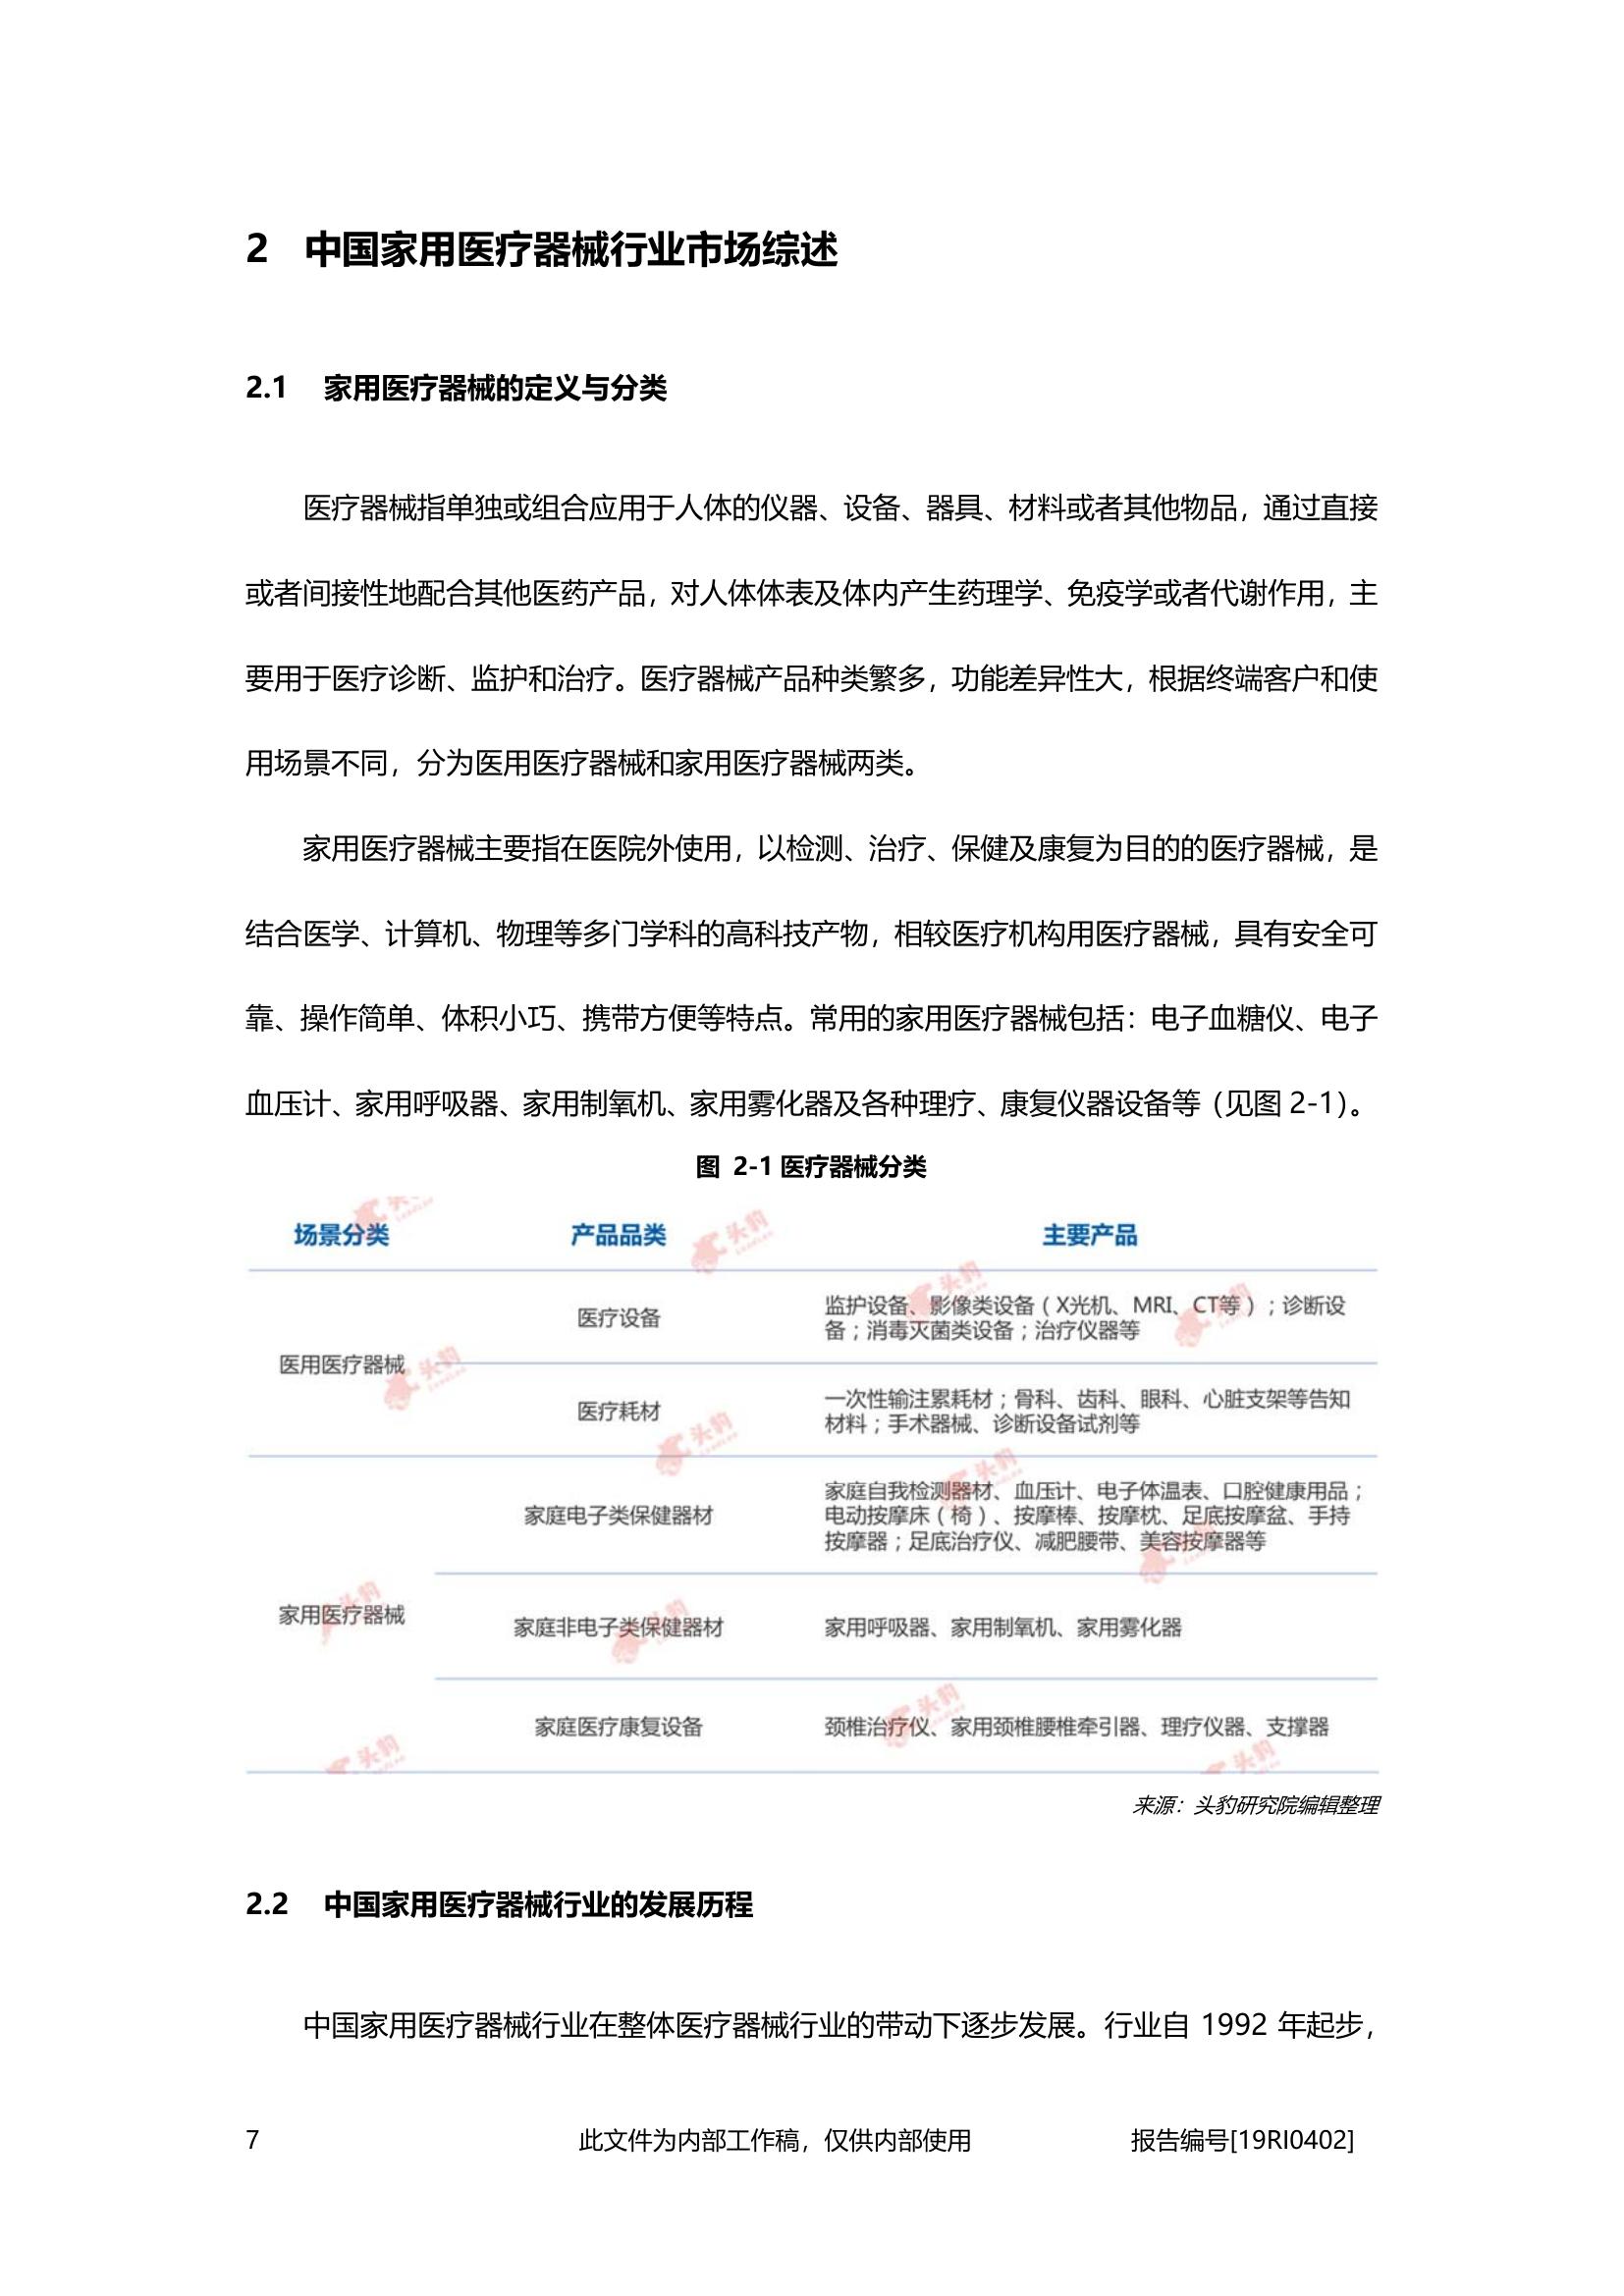 2 中国家用医疗器械行业市场综述
2.1 家用医疗器械的定义与分类
医疗器械指单独或组合应用于人体的仪器、设备、器具、材料或者其他物品，通过直接
或者间接性地配合其他医药产品，对人体体表及体内产生药理学、免疫学或者代谢作用，主
要用于医疗诊断、监护和治疗。医疗器械产品种类繁多，功能差异性大，根据终端客户和使
用场景不同，分为医用医疗器械和家用医疗器械两类。
家用医疗器械主要指在医院外使用，以检测、治疗、保健及康复为目的的医疗器械，是
结合医学、计算机、物理等多门学科的高科技产物，相较医疗机构用医疗器械，具有安全可
靠、操作简单、体积小巧、携带方便等特点。常用的家用医疗器械包括：电子血糖仪、电子
血压计、家用呼吸器、家用制氧机、家用雾化器及各种理疗、康复仪器设备等（见图 2-1）。
图 2-1 医疗器械分类
场景分类 产品品类 主要产品
医用医疗器械
医疗设备
监护设备、影像类设备（X光机、MRI、CT等）；诊断设
备；消毒灭菌类设备；治疗仪器等
医疗耗材
一次性输注累耗材；骨科、齿科、眼科、心脏支架等告知
材料；手术器械、诊断设备试剂等
家用医疗器械
家庭电子类保健器材
家庭自我检测器材、血压计、电子体温表、口腔健康用品；
电动按摩床（椅）、按摩棒、按摩枕、足底按摩盆、手持
按摩器；足底治疗仪、减肥腰带、美容按摩器等
家庭非电子类保健器材
家用呼吸器、家用制氧机、家用雾化器
家庭医疗康复设备
颈椎治疗仪、家用颈椎腰椎牵引器、理疗仪器、支撑器
来源：头豹研究院编辑整理
2.2 中国家用医疗器械行业的发展历程
中国家用医疗器械行业在整体医疗器械行业的带动下逐步发展。行业自 1992 年起步，
7 此文件为内部工作稿，仅供内部使用 报告编号[19RI0402]